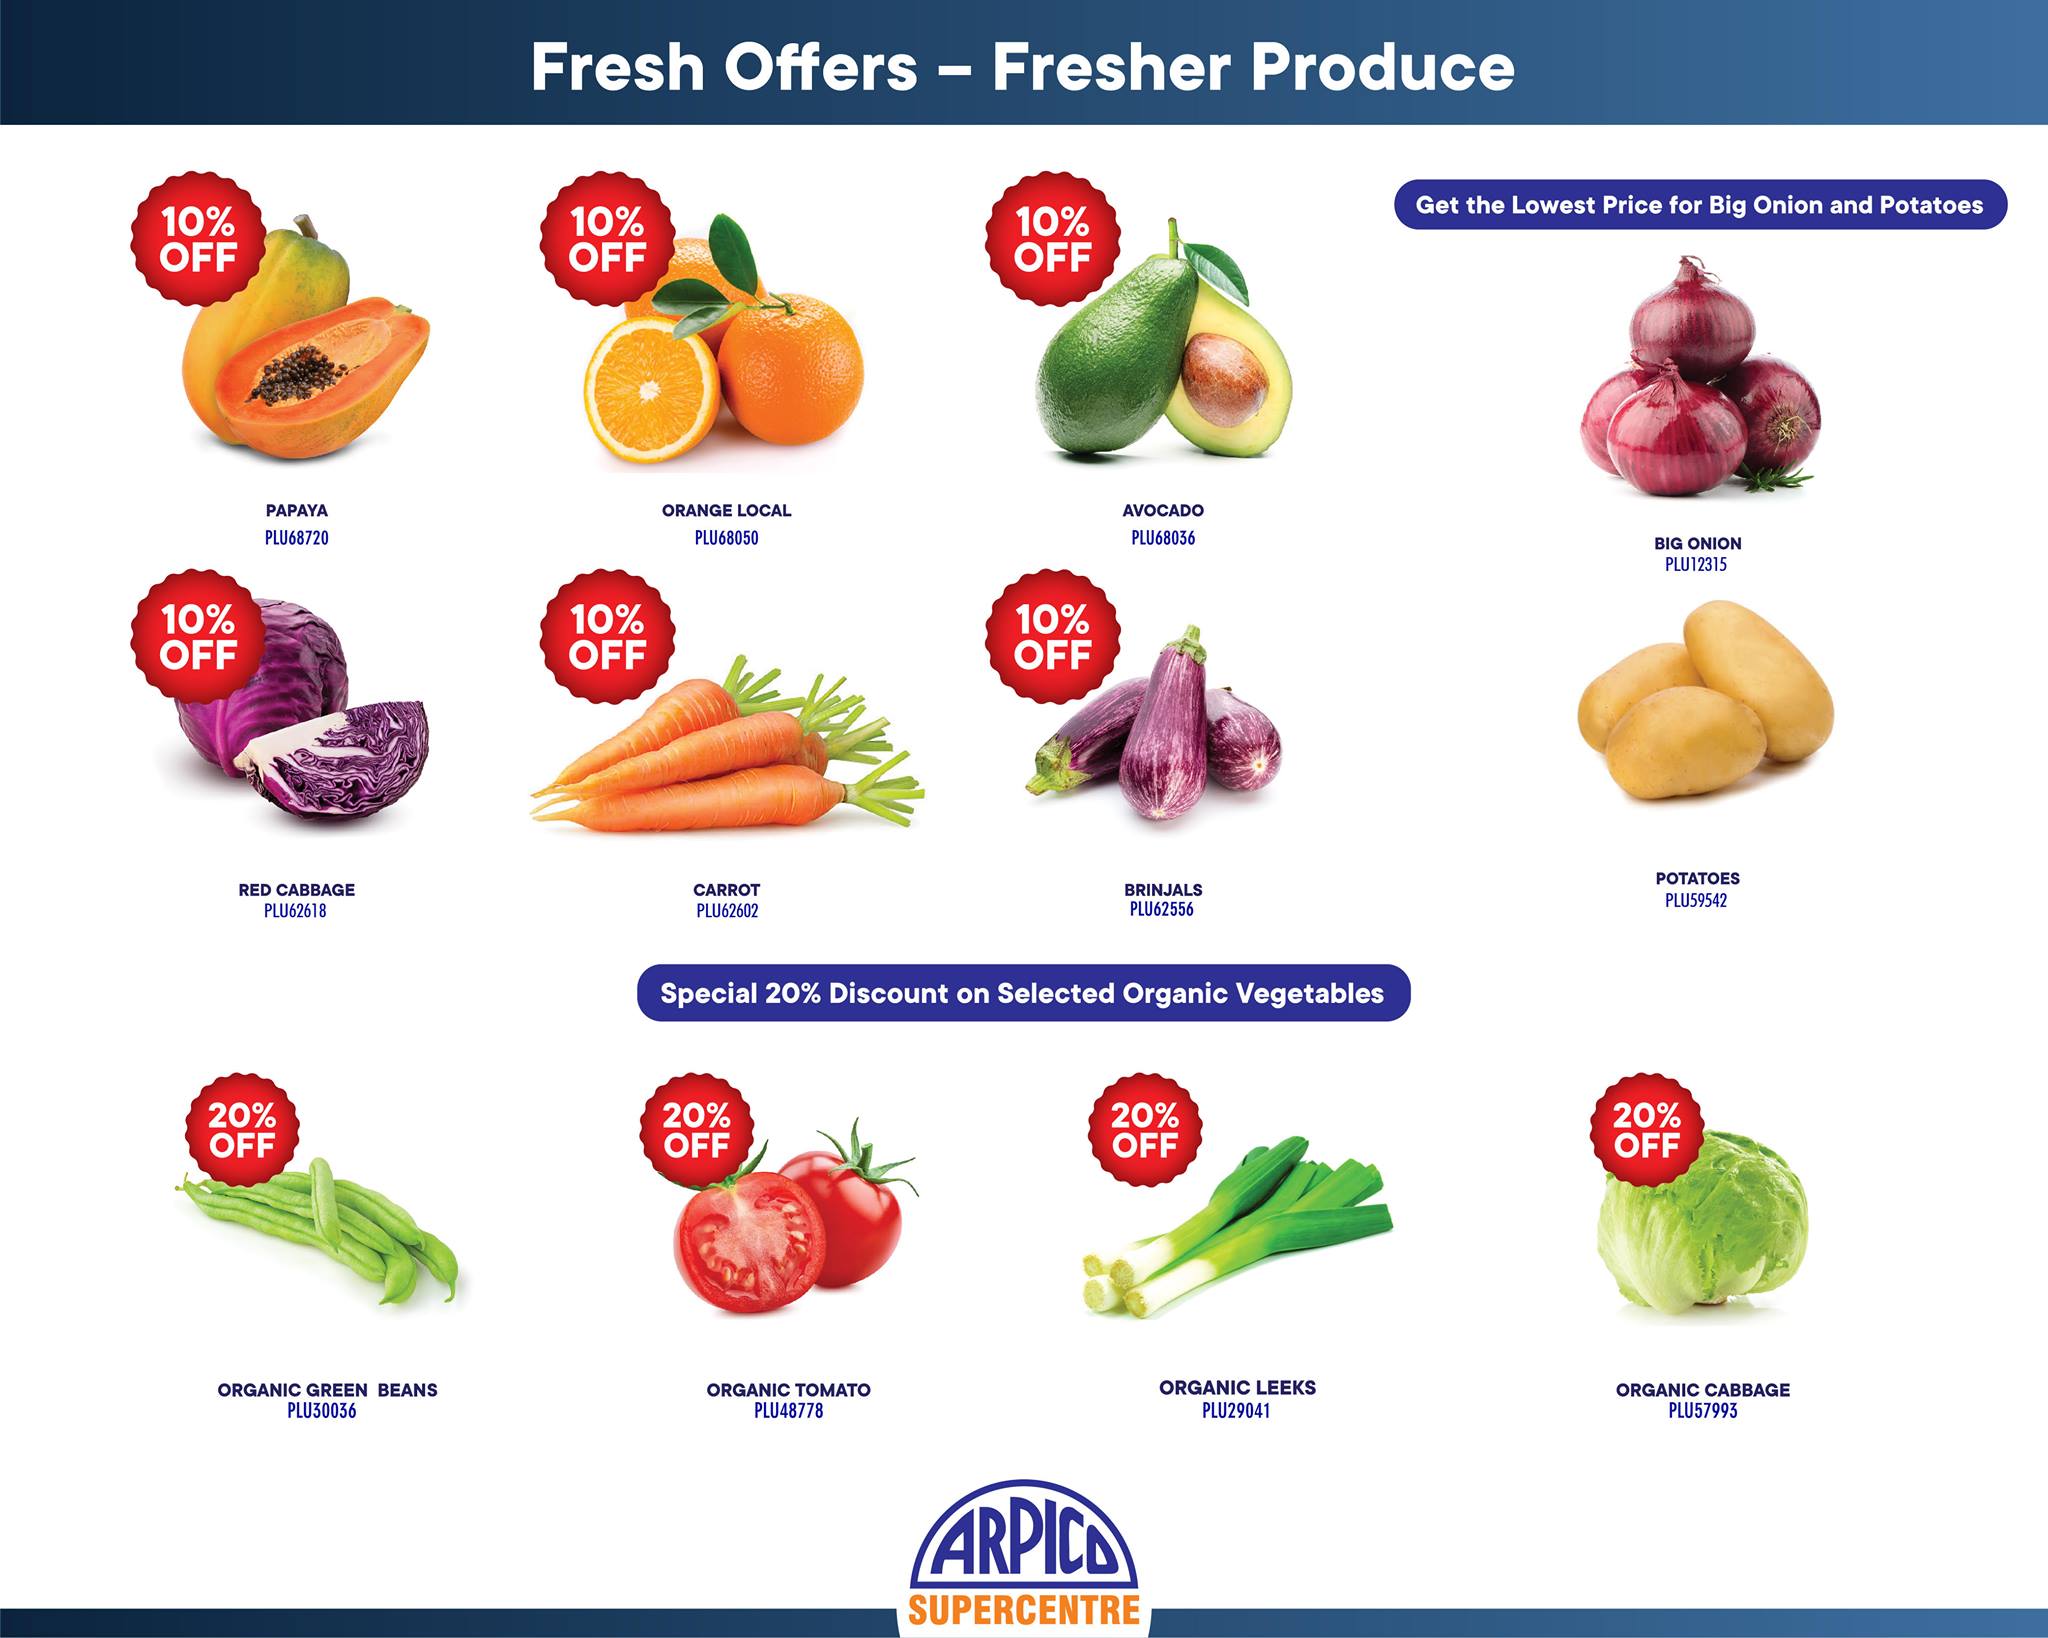 Fresh Offers – Fresher Produce
10%
OFF
10%
OFF
10%
OFF
Get the Lowest Price for Big Onion and Potatoes
PAPAYA
PLU68720
ORANGE LOCAL
PLU68050
AVOCADO
PLU68036
BIG ONION
PLU12315
10%
OFF
10%
OFF
10%
OFF
RED CABBAGE
PLU62618
CARROT
PLU62602
BRINJALS
PLU62556
POTATOES
PLU59542
Special 20% Discount on Selected Organic Vegetables
20%
OFF
20%
OFF
20%
OFF
20%
OFF
ORGANIC GREEN BEANS
PLU30036
ORGANIC TOMATO
PLU48778
ORGANIC LEEKS
PLU29041
ORGANIC CABBAGE
PLU57993
ARPICO
SUPERCENTRE